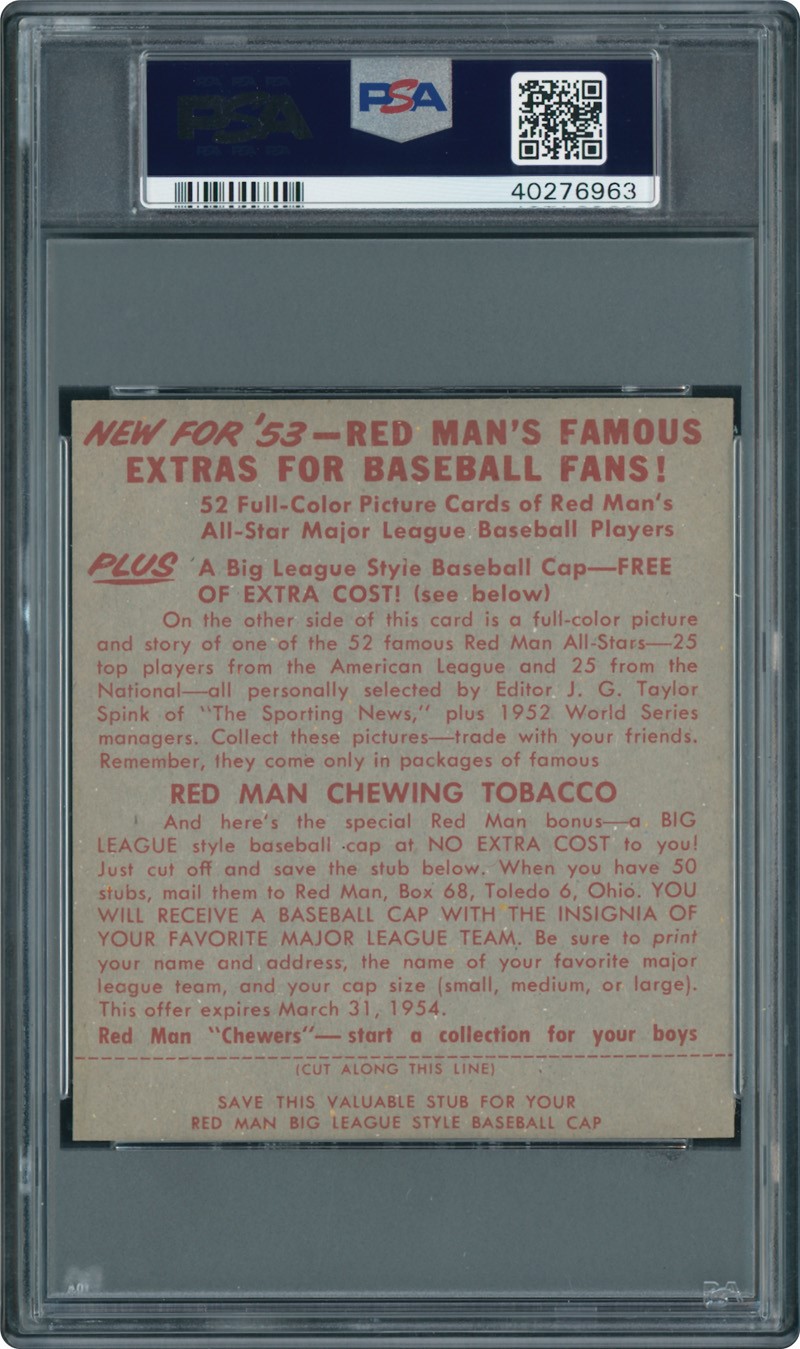 PSA
PSA
40276963
NEW FOR '53—RED MAN'S FAMOUS
EXTRAS FOR BASEBALL FANS!
52 Full-Color Picture Cards of Red Man's
All-Star Major League Baseball Players
PLUS A Big League Style Baseball Cap—FREE
OF EXTRA COST! (see below)
On the other side of this card is a full-color picture
and story of one of the 52 famous Red Man All-Stars—25
top players from the American League and 25 from the
National—all personally selected by Editor J. G. Taylor
Spink of "The Sporting News," plus 1952 World Series
managers. Collect these pictures—trade with your friends.
Remember, they come only in packages of famous
RED MAN CHEWING TOBACCO
And here's the special Red Man bonus—a BIG
LEAGUE style baseball cap at NO EXTRA COST to you!
Just cut off and save the stub below. When you have 50
stubs, mail them to Red Man, Box 68, Toledo 6, Ohio. YOU
WILL RECEIVE A BASEBALL CAP WITH THE INSIGNIA OF
YOUR FAVORITE MAJOR LEAGUE TEAM. Be sure to print
your name and address, the name of your favorite major
league team, and your cap size (small, medium, or large).
This offer expires March 31, 1954.
Red Man "Chewers"—start a collection for your boys
(CUT ALONG THIS LINE)
SAVE THIS VALUABLE STUB FOR YOUR
RED MAN BIG LEAGUE STYLE BASEBALL CAP